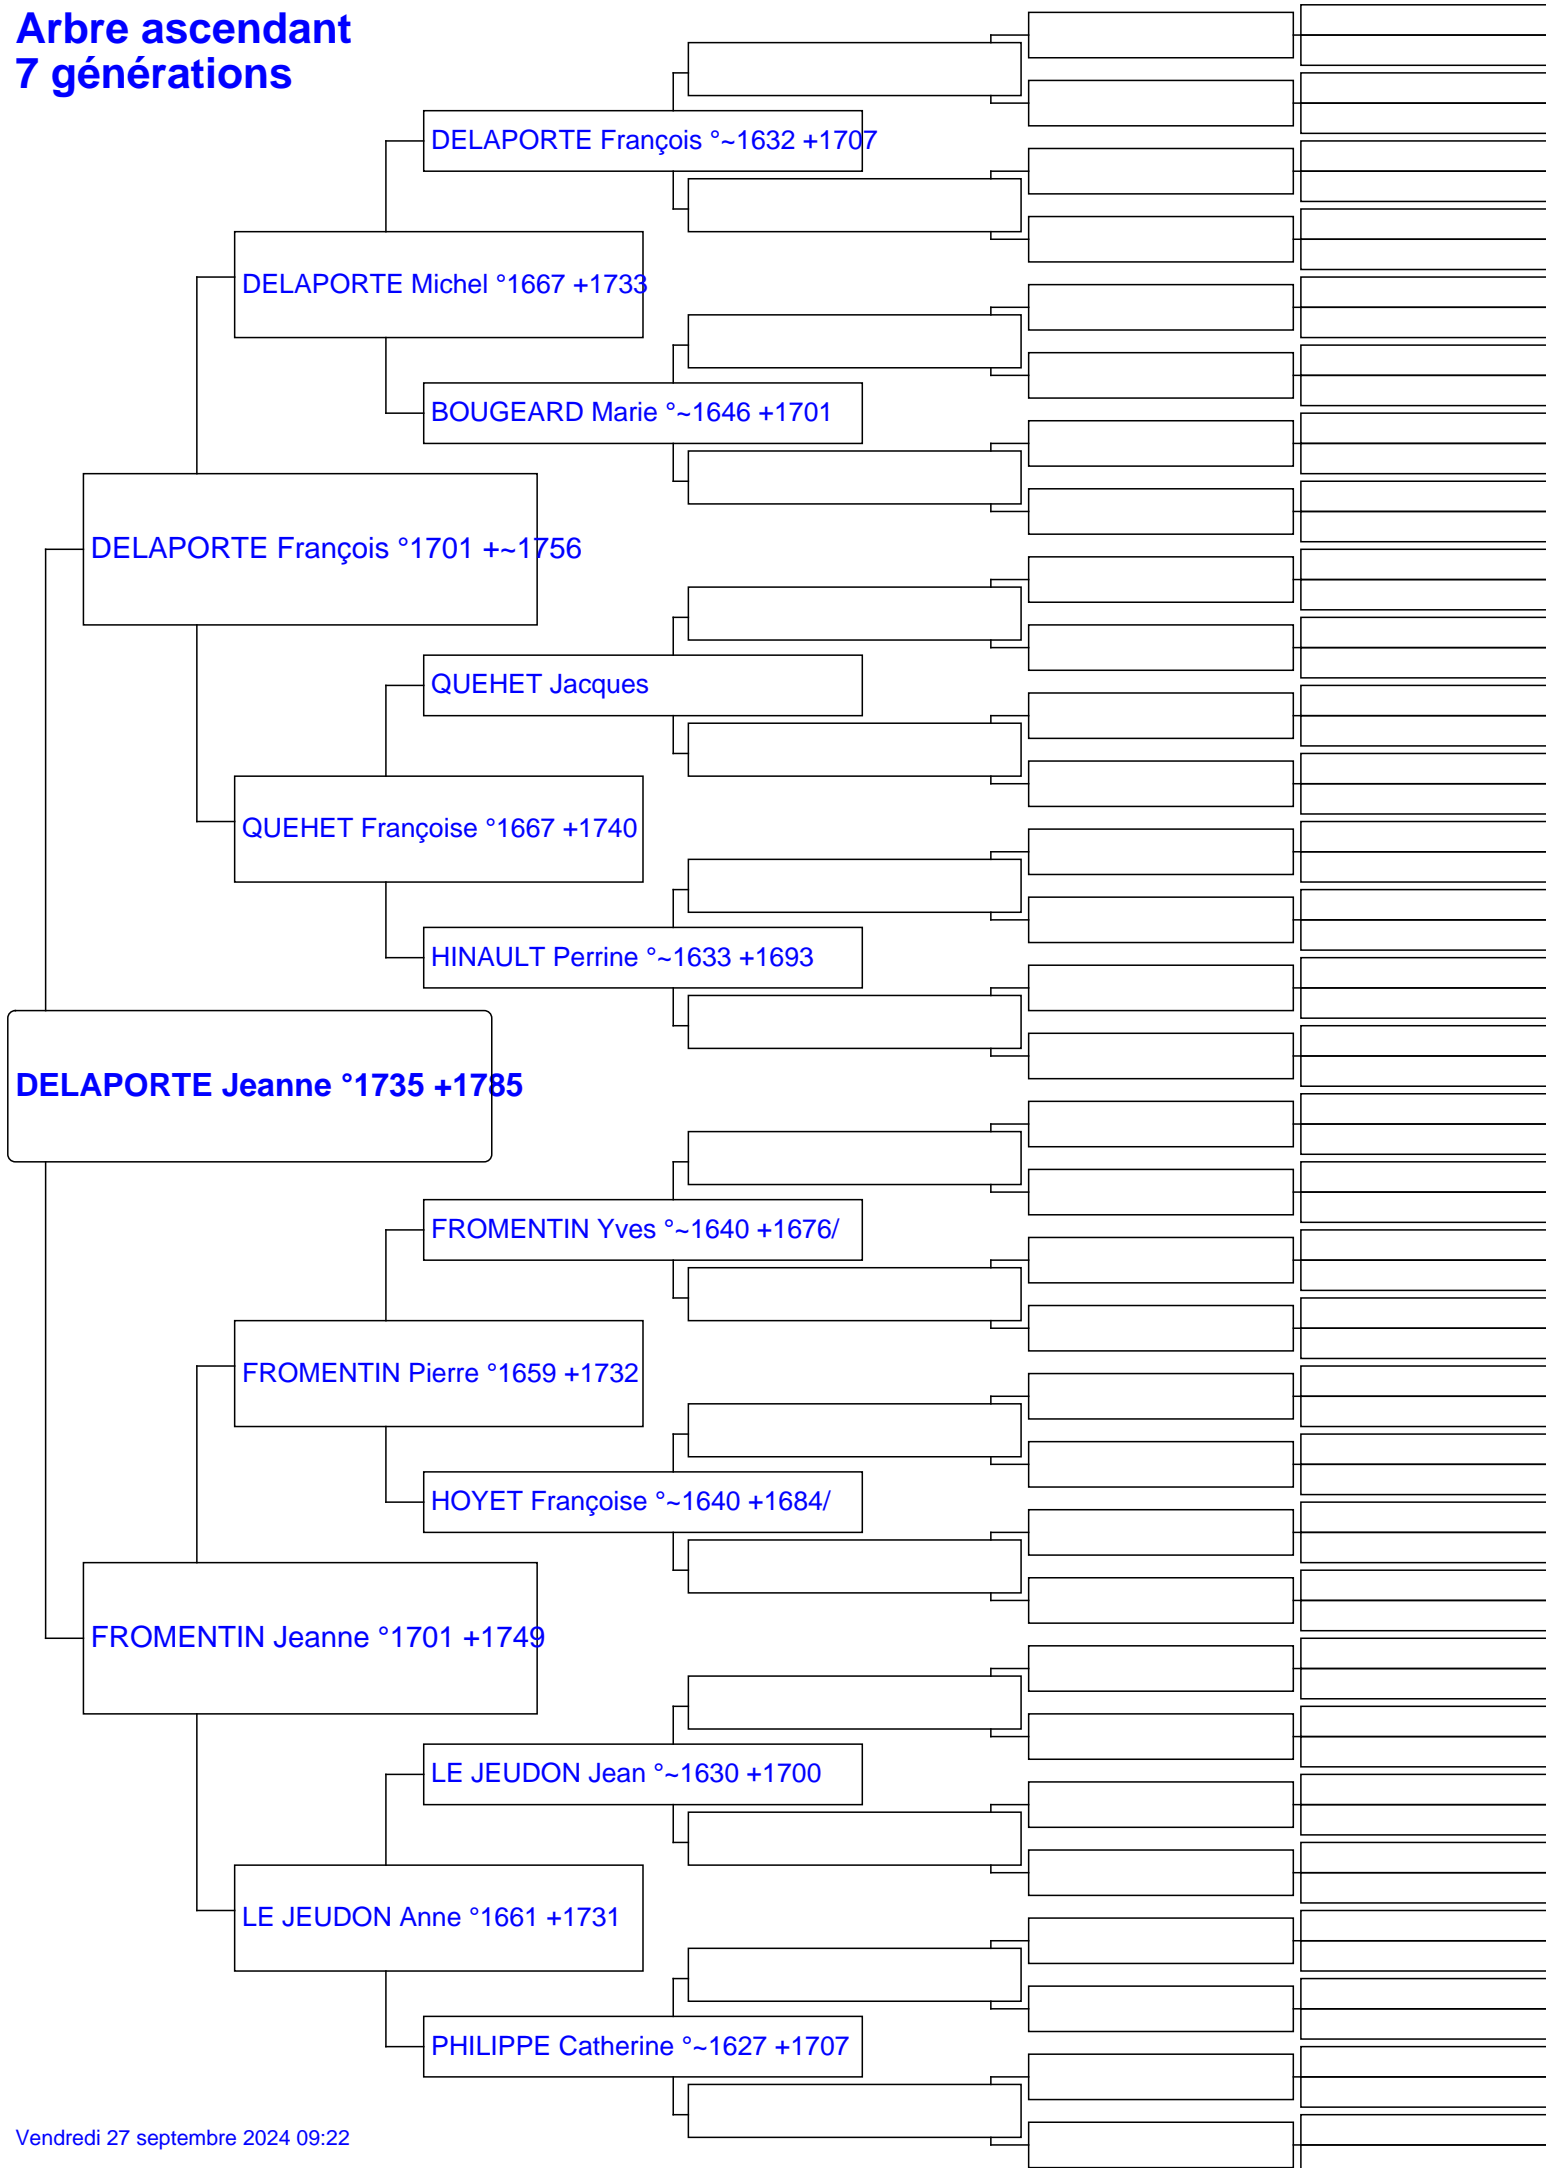 Arbre ascendant
7 générations
DELAPORTE François °~1632 +1707
DELAPORTE Michel °1667 +1733
BOUGEARD Marie °~1646 +1701
DELAPORTE François °1701 +~1756
QUEHET Jacques
QUEHET Françoise °1667 +1740
HINAULT Perrine °~1633 +1693
DELAPORTE Jeanne °1735 +1785
FROMENTIN Yves °~1640 +1676/
FROMENTIN Pierre °1659 +1732
HOYET Françoise °~1640 +1684/
FROMENTIN Jeanne °1701 +1749
LE JEUDON Jean °~1630 +1700
LE JEUDON Anne °1661 +1731
PHILIPPE Catherine °~1627 +1707
Vendredi 27 septembre 2024 09:22